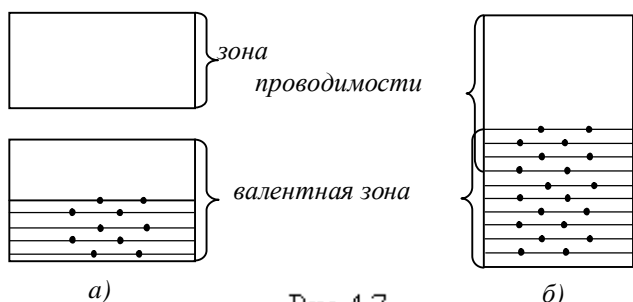 зона
проводимости
валентная зона
а)
б)